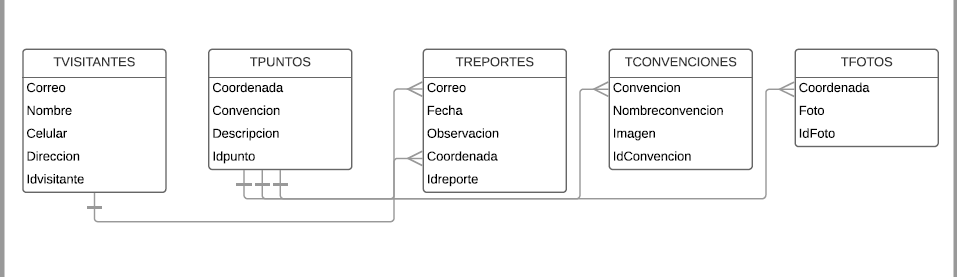 TVISITANTES
Correo
Nombre
Celular
Direccion
Idvisitante
TPUNTOS
Coordenada
Convencion
Descripcion
Idpunto
TREPORTES
Correo
Fecha
Observacion
Coordenada
Idreporte
TCONVENCIONES
Convencion
Nombreconvencion
Imagen
IdConvencion
TFOTOS
Coordenada
Foto
IdFoto